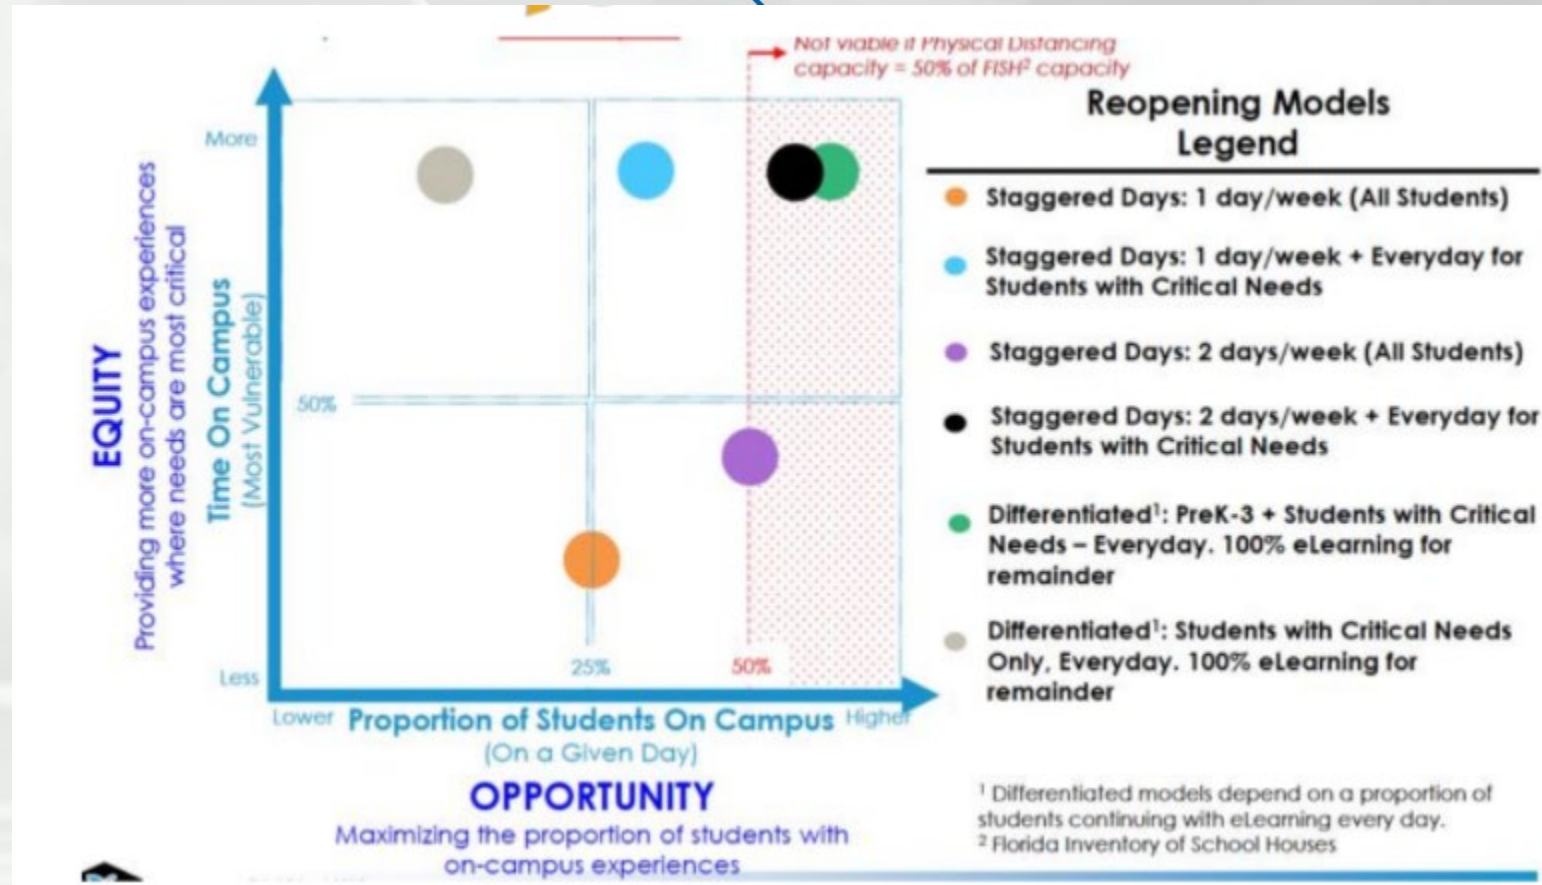 Not viable if Physical Distancing
capacity = 50% of FISH² capacity
More
50%
Less
25%
50%
Lower
Proportion of Students On Campus
Higher
(On a Given Day)
OPPORTUNITY
Maximizing the proportion of students with
on-campus experiences
EQUITY
Providing more on-campus experiences
where needs are most critical
Time On Campus
(Most Vulnerable)
Reopening Models
Legend
Staggered Days: 1 day/week (All Students)
Staggered Days: 1 day/week + Everyday for
Students with Critical Needs
Staggered Days: 2 days/week (All Students)
Staggered Days: 2 days/week + Everyday for
Students with Critical Needs
Differentiated¹: PreK-3 + Students with Critical
Needs – Everyday. 100% eLearning for
remainder
Differentiated¹: Students with Critical Needs
Only, Everyday. 100% eLearning for
remainder
¹ Differentiated models depend on a proportion of
students continuing with eLearning every day.
² Florida Inventory of School Houses